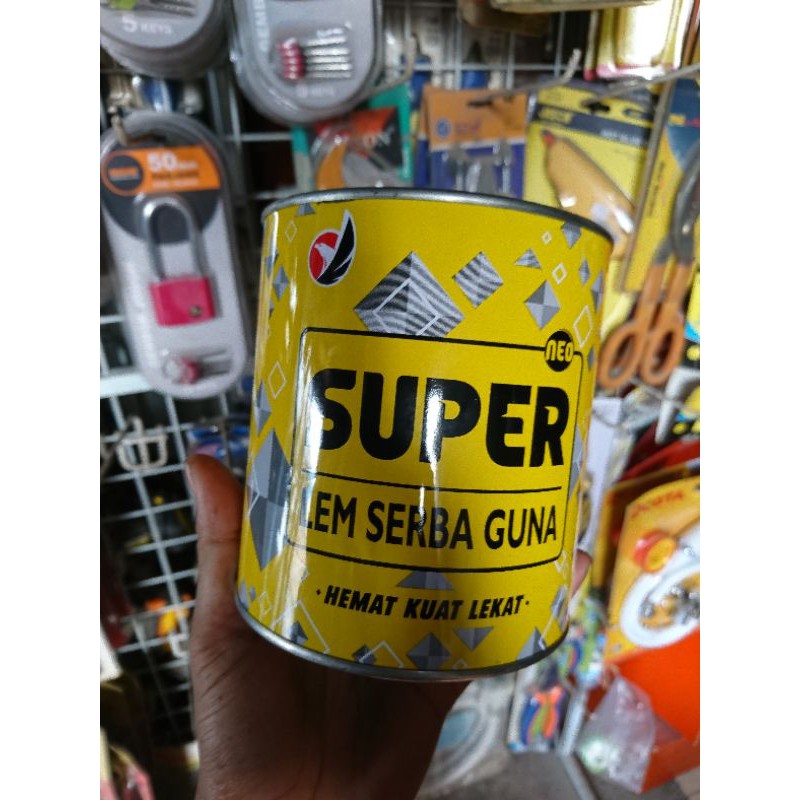 5 KEYS
50
NEO
SUPER
LEM SERBA GUNA
· HEMAT KUAT LEKAT ·